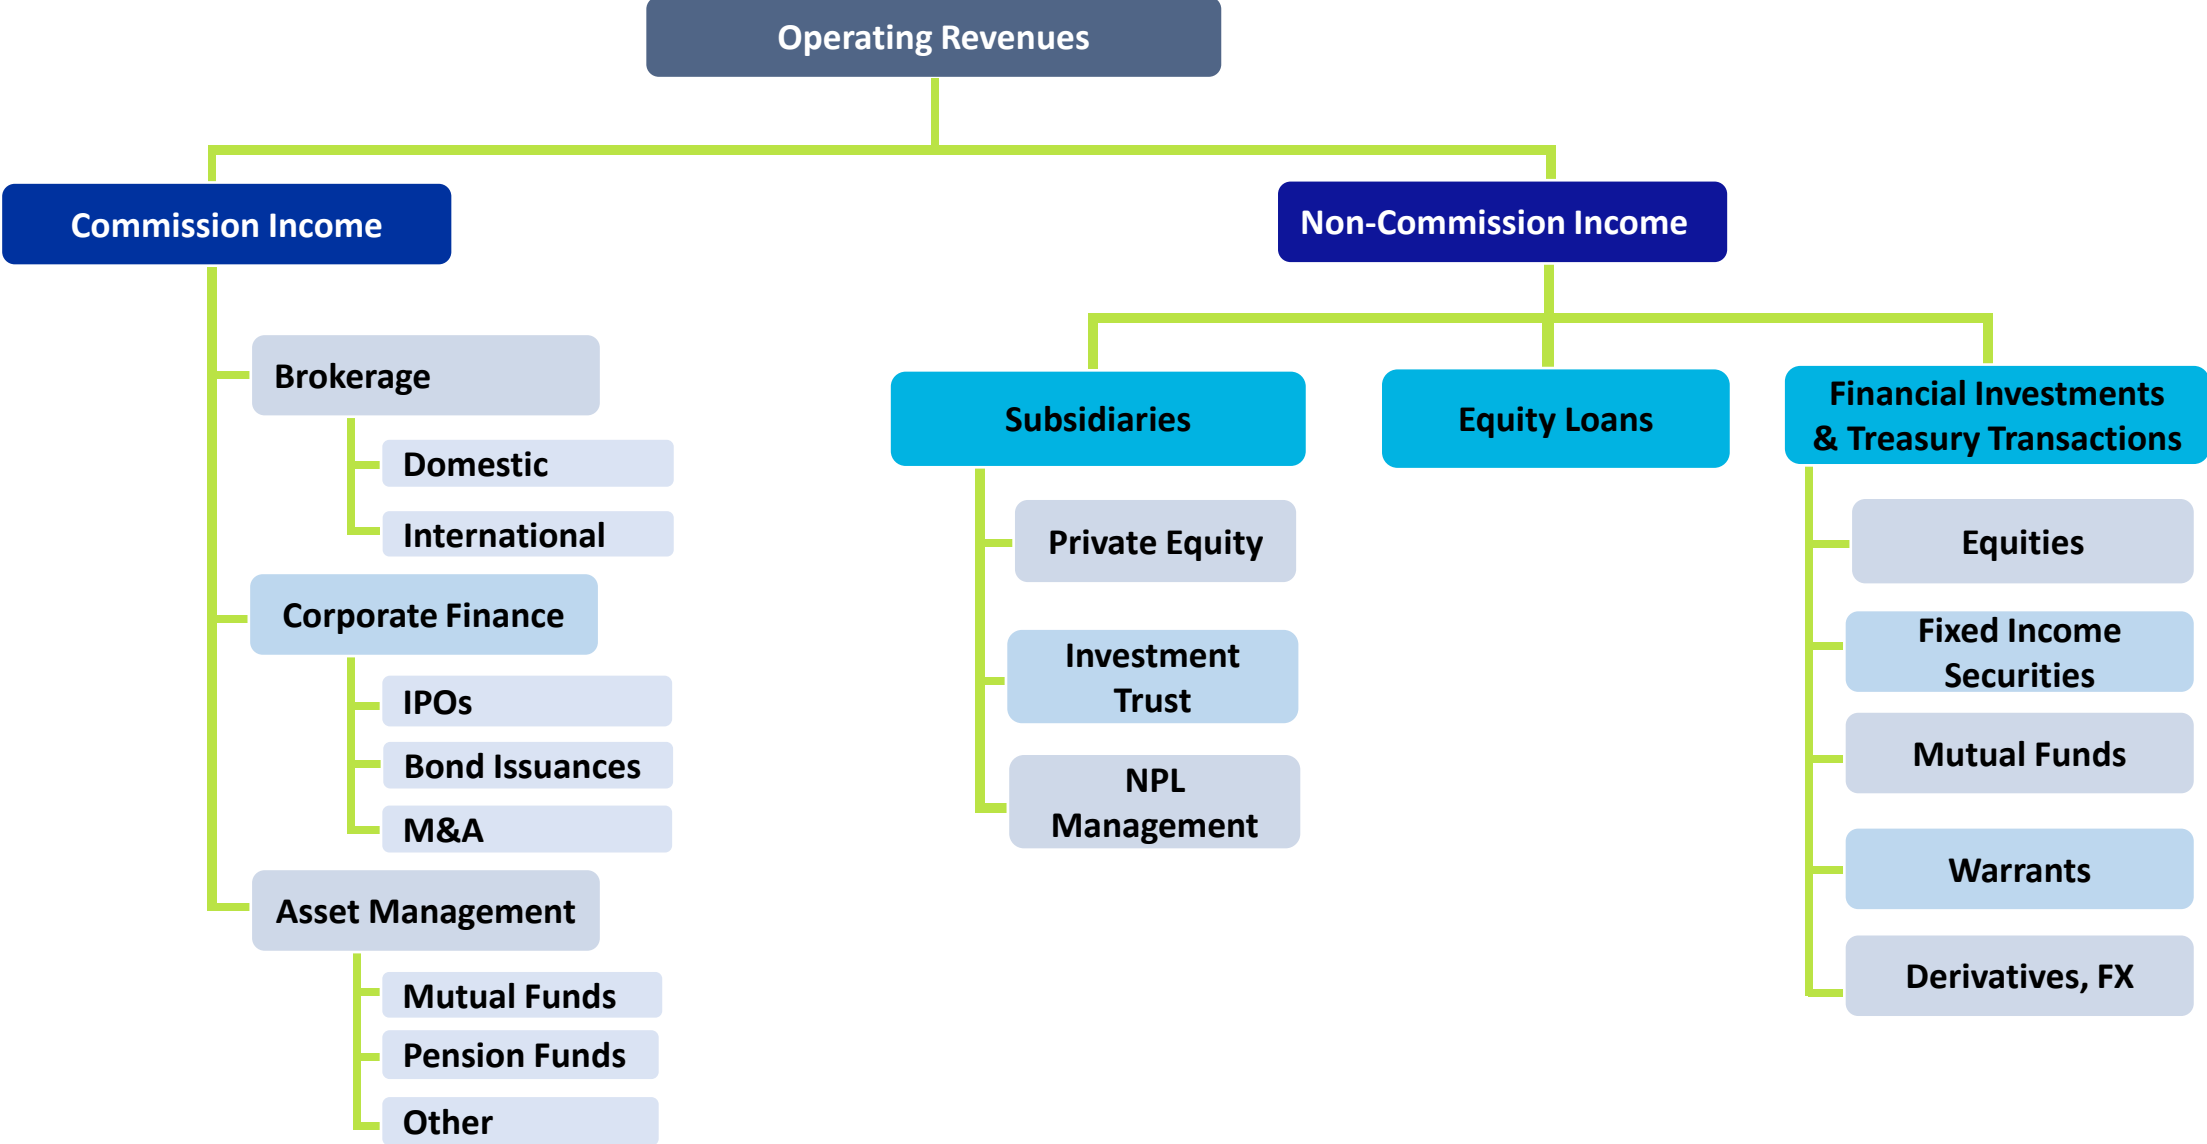 Operating Revenues
Commission Income
Brokerage
Domestic
International
Corporate Finance
IPOs
Bond Issuances
M&A
Asset Management
Mutual Funds
Pension Funds
Other
Non-Commission Income
Subsidiaries
Private Equity
Investment
Trust
NPL
Management
Equity Loans
Financial Investments
& Treasury Transactions
Equities
Fixed Income
Securities
Mutual Funds
Warrants
Derivatives, FX